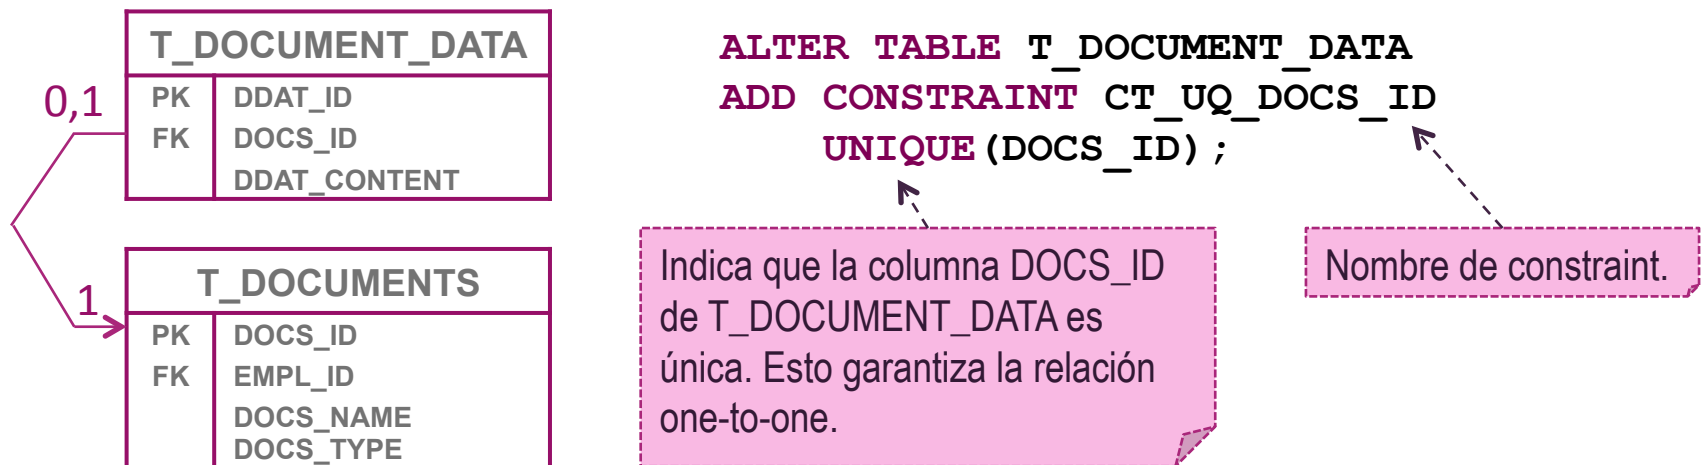 T_DOCUMENT_DATA
0,1
PK DDAT_ID
FK DOCS_ID
DDAT_CONTENT
1
T_DOCUMENTS
PK DOCS_ID
FK EMPL_ID
DOCS_NAME
DOCS_TYPE
ALTER TABLE T_DOCUMENT_DATA
ADD CONSTRAINT CT_UQ_DOCS_ID
UNIQUE(DOCS_ID);
Indica que la columna DOCS_ID
de T_DOCUMENT_DATA es
única. Esto garantiza la relación
one-to-one.
Nombre de constraint.